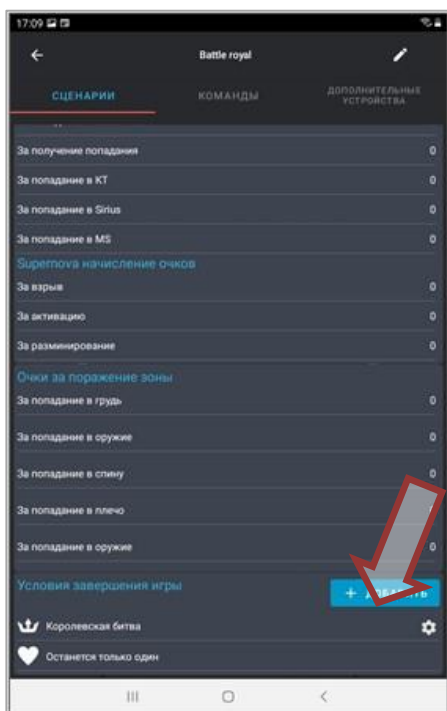 17:09
Battle royal
СЦЕНАРИИ
КОМАНДЫ
ДОПОЛНИТЕЛЬНЫЕ
УСТРОЙСТВА
За получение попадания 0
За попадание в КТ 0
За попадание в Sirius 0
За попадание в MS 0
Supernova начисление очков
За взрыв 0
За активацию 0
За разминирование 0
Очки за поражение зоны
За попадание в грудь 0
За попадание в оружие 0
За попадание в спину 0
За попадание в плечо
За попадание в оружие 0
Условия завершения игры
+ ДОБАВИТЬ
Королевская битва
Останется только один